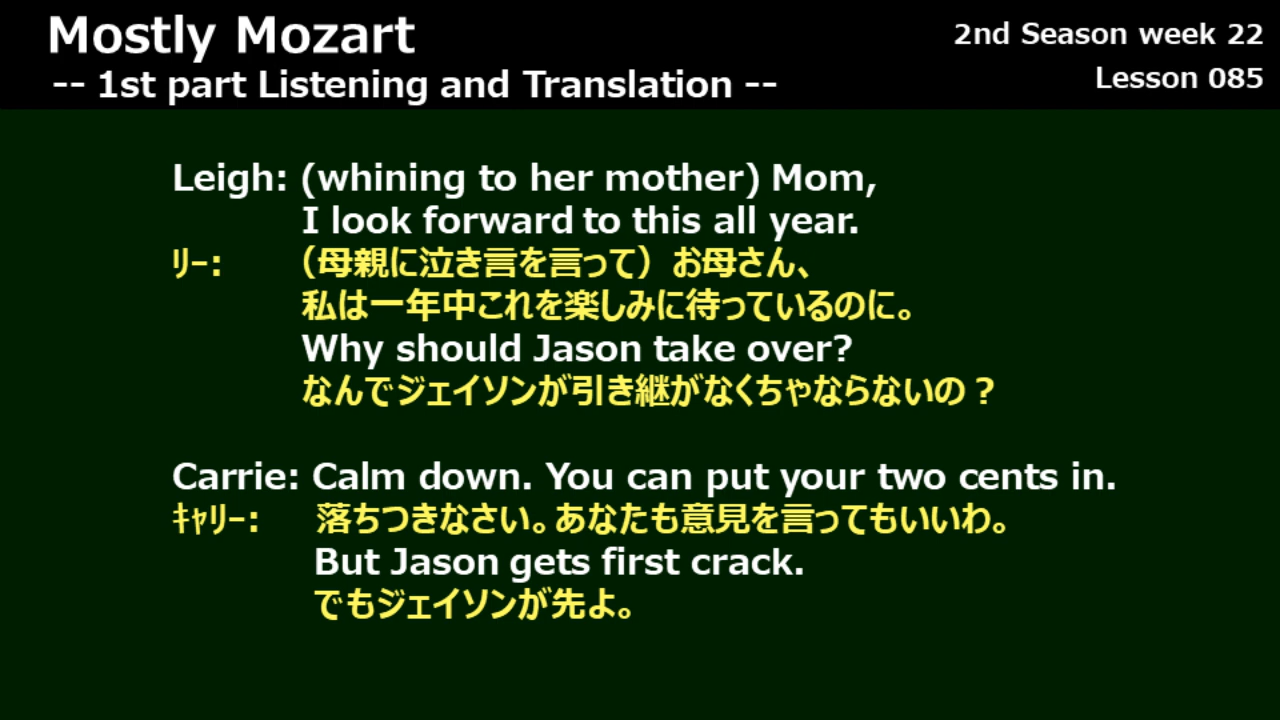 Mostly Mozart
2nd Season week 22
-- 1st part Listening and Translation --
Lesson 085
Leigh: (whining to her mother) Mom,
I look forward to this all year.
ﾘｰ: （母親に泣き言を言って）お母さん、
私は一年中これを楽しみに待っているのに。
Why should Jason take over?
なんでジェイソンが引き継がなくちゃならないの？
Carrie: Calm down. You can put your two cents in.
ｷｬﾘｰ: 落ちつきなさい。あなたも意見を言ってもいいわ。
But Jason gets first crack.
でもジェイソンが先よ。